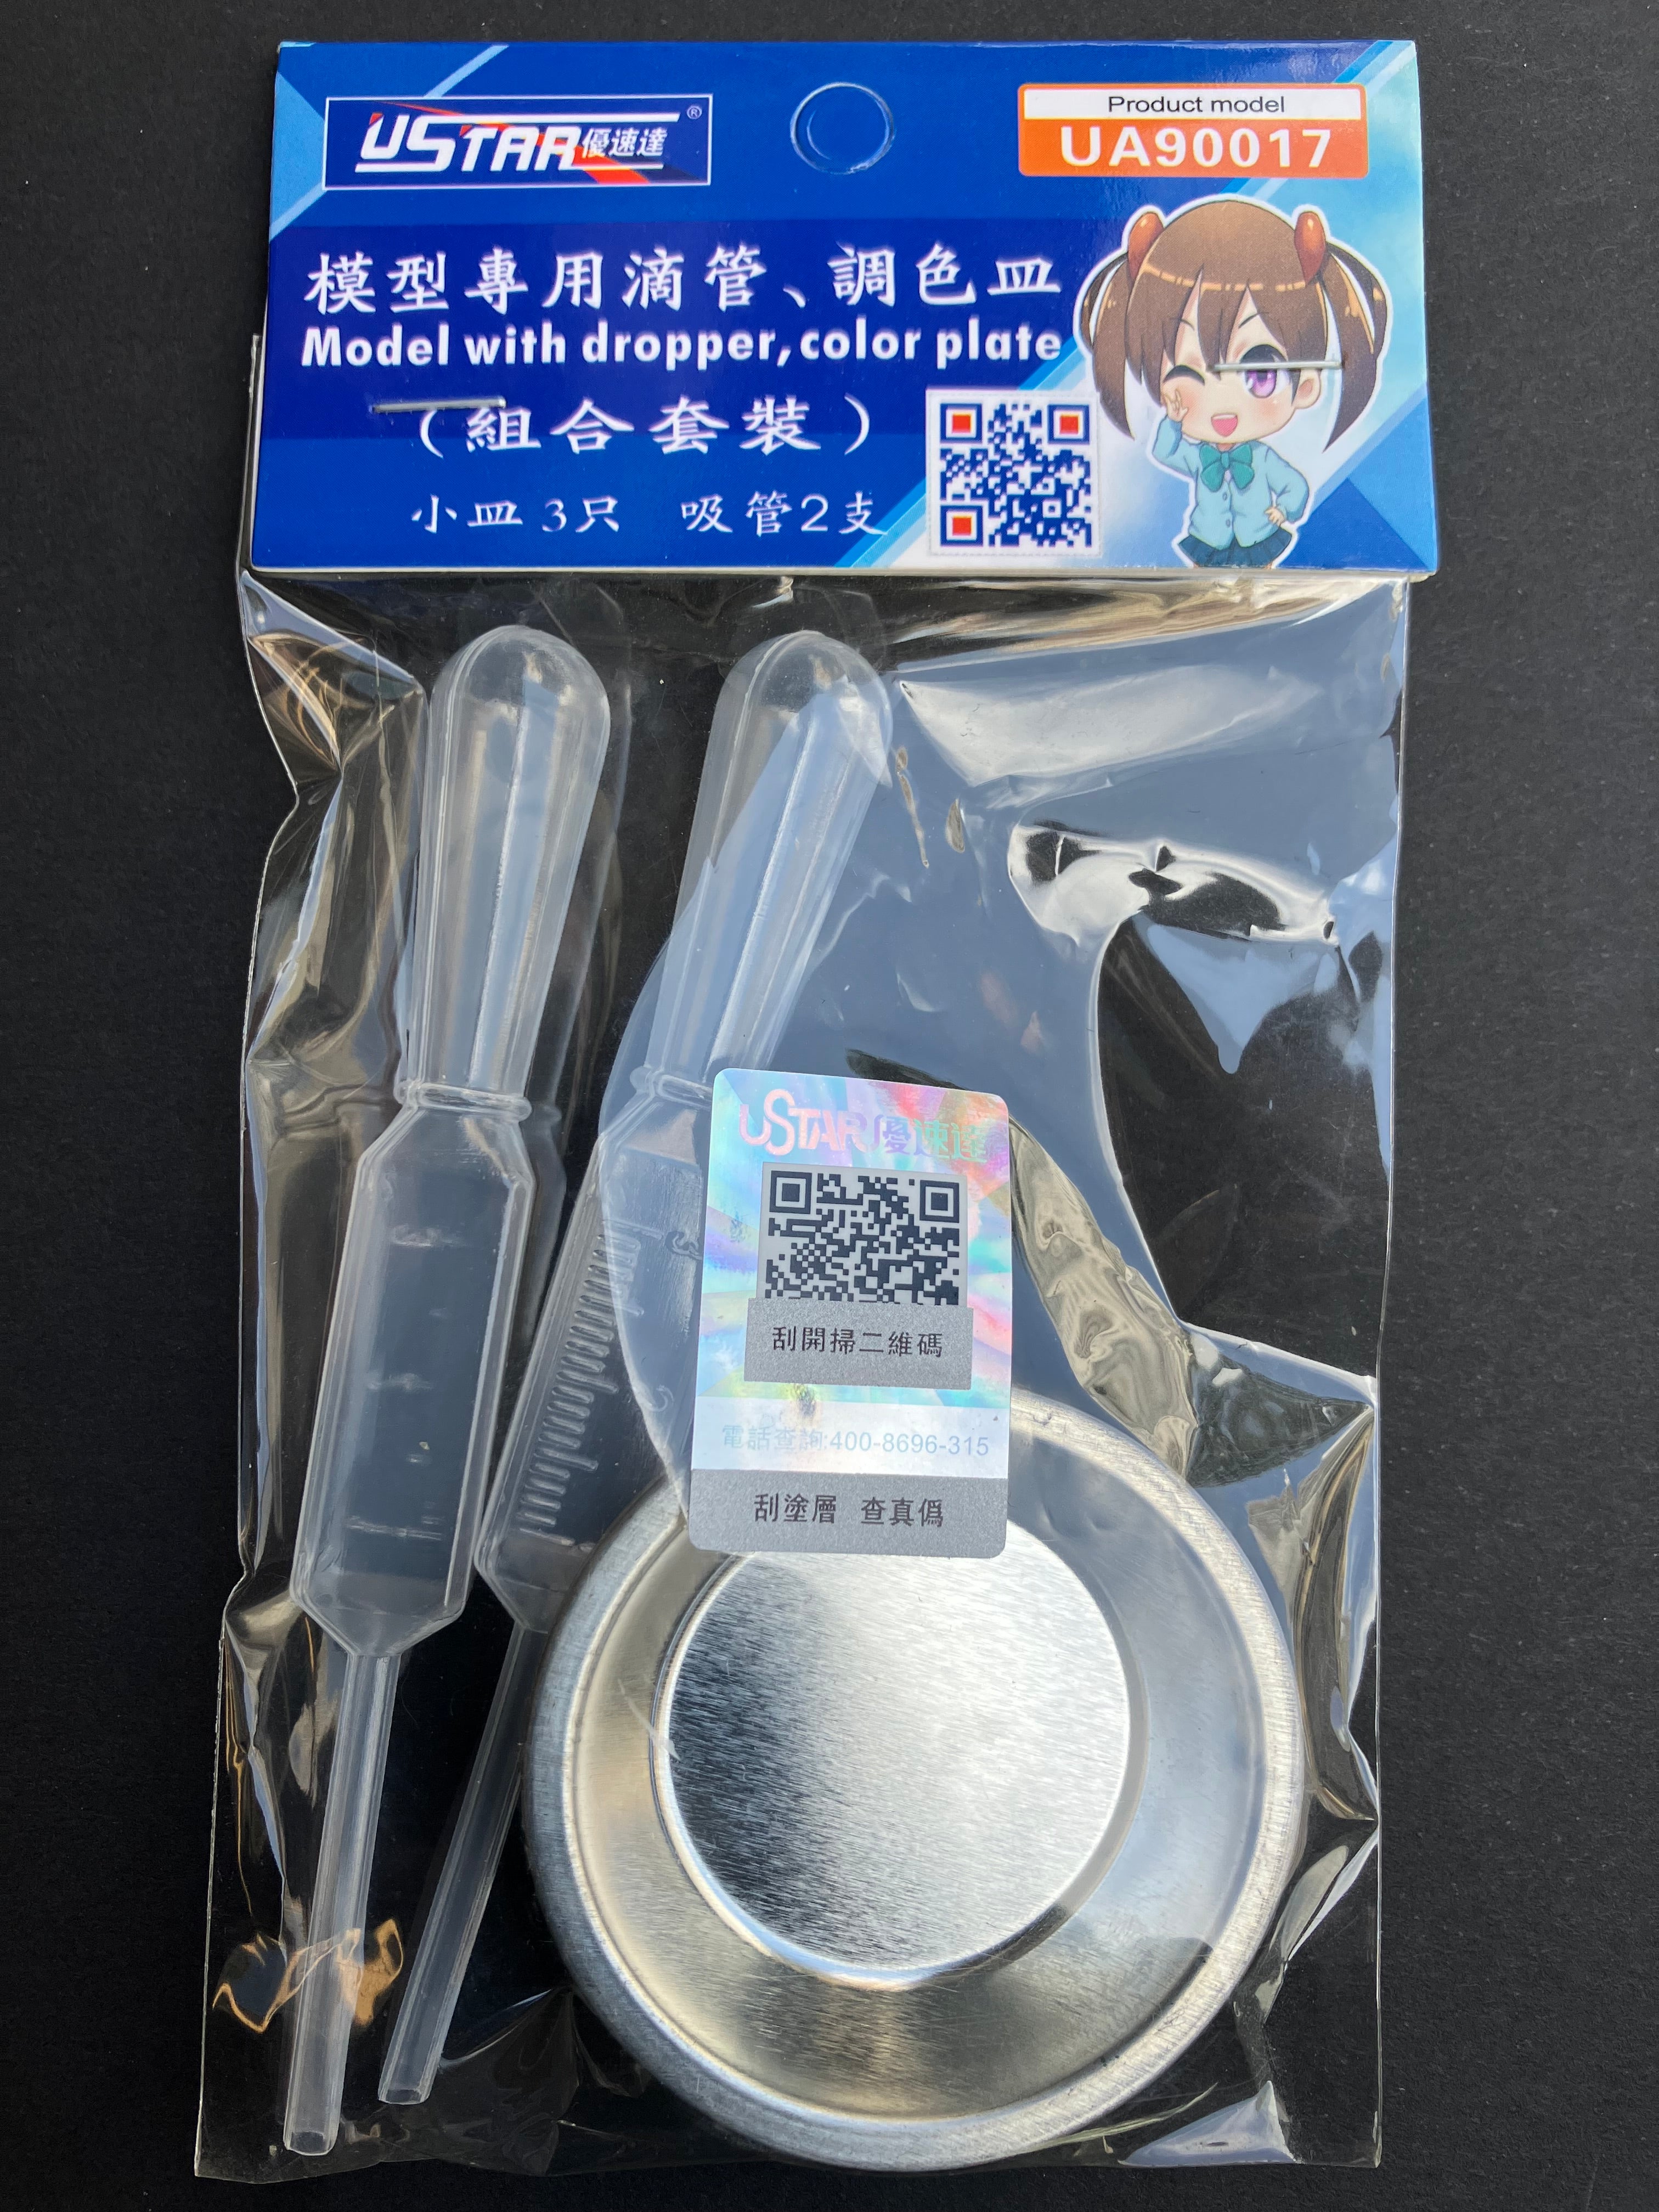 USTAR優速達®
Product model
UA90017
模型專用滴管、調色皿
Model with dropper,color plate
（組合套裝）
小皿3只 吸管2支
USTAR優速達
刮開掃二維碼
電話查詢:400-8696-315
刮塗層 查真僞